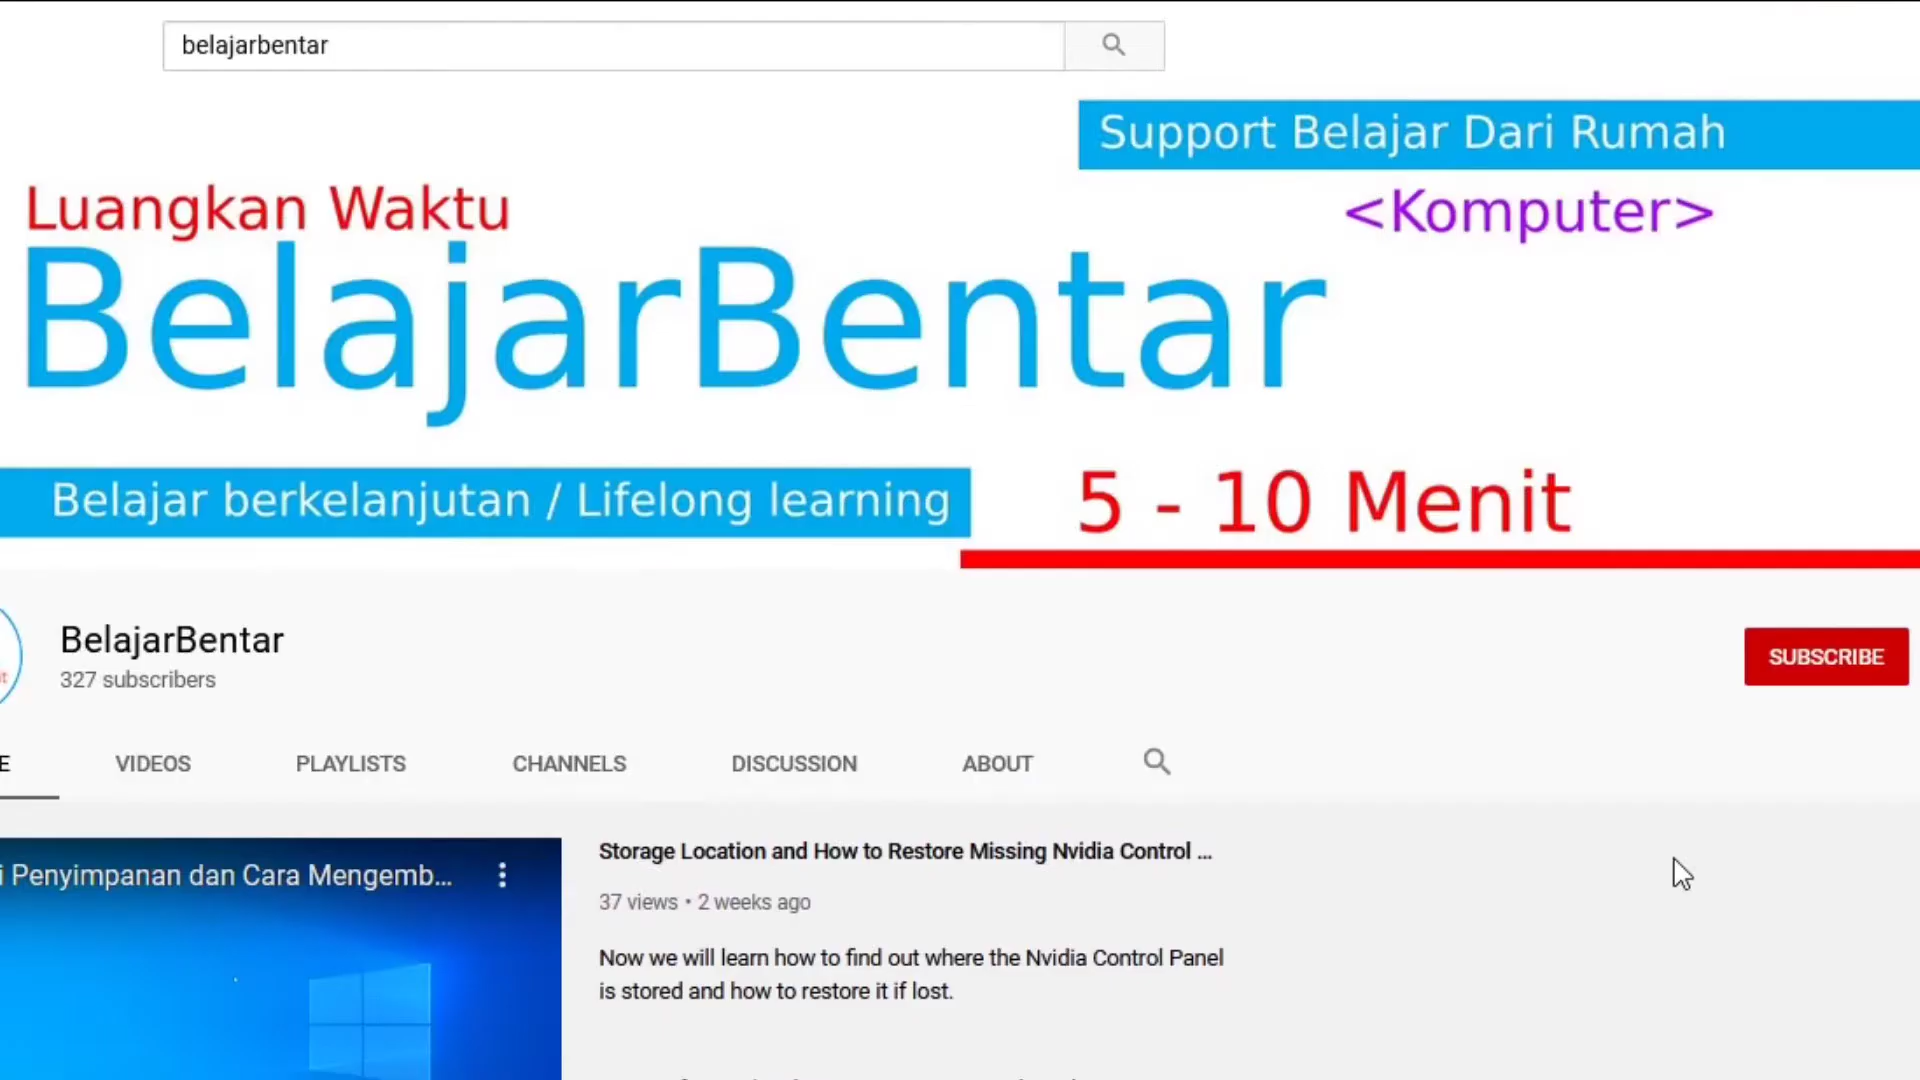 belajarbentar
Support Belajar Dari Rumah
Luangkan Waktu
<Komputer>
BelajarBentar
Belajar berkelanjutan / Lifelong learning
5 - 10 Menit
BelajarBentar
327 subscribers
SUBSCRIBE
E VIDEOS PLAYLISTS CHANNELS DISCUSSION ABOUT
i Penyimpanan dan Cara Mengemb...
Storage Location and How to Restore Missing Nvidia Control ...
37 views • 2 weeks ago
Now we will learn how to find out where the Nvidia Control Panel
is stored and how to restore it if lost.